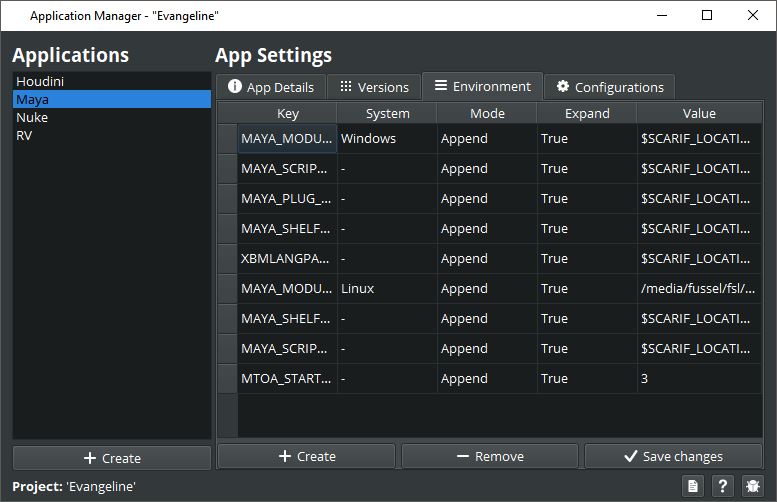 Application Manager - "Evangeline"
Applications
Houdini
Maya
Nuke
RV
Create
App Settings
App Details Versions Environment Configurations
Key System Mode Expand Value
MAYA_MODU... Windows Append True $SCARIF_LOCATI...
MAYA_SCRIP... - Append True $SCARIF_LOCATI...
MAYA_PLUG_... - Append True $SCARIF_LOCATI...
MAYA_SHELF... - Append True $SCARIF_LOCATI...
XBMLANGPA... - Append True $SCARIF_LOCATI...
MAYA_MODU... Linux Append True /media/fussel/fsl/...
MAYA_SHELF... - Append True $SCARIF_LOCATI...
MAYA_SCRIP... - Append True $SCARIF_LOCATI...
MTOA_START... - Append True 3
Create Remove Save changes
Project: 'Evangeline'